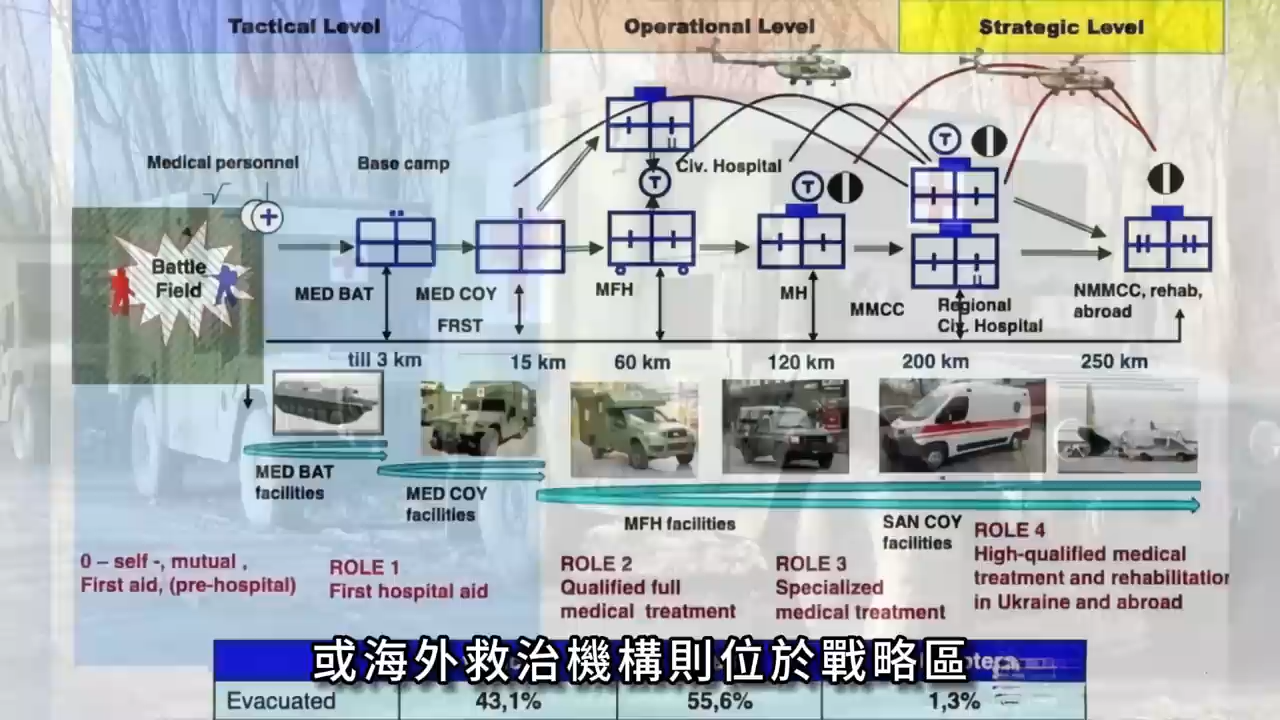 Tactical Level
Operational Level
Strategic Level
Medical personnel
Base camp
Civ. Hospital
T
T
T
Battle
Field
MED BAT
MED COY
FRST
MFH
MH
MMCC
Regional
Civ. Hospital
NMMCC, rehab,
abroad
till 3 km
15 km
60 km
120 km
200 km
250 km
MED BAT
facilities
MED COY
facilities
MFH facilities
SAN COY
facilities
0 – self -, mutual ,
First aid, (pre-hospital)
ROLE 1
First hospital aid
ROLE 2
Qualified full
medical treatment
ROLE 3
Specialized
medical treatment
ROLE 4
High-qualified medical
treatment and rehabilitation
in Ukraine and abroad
或海外救治機構則位於戰略區
Evacuated
43,1%
55,6%
1,3%